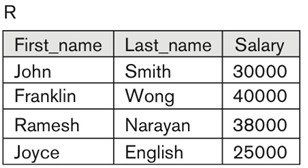 R
First_name Last_name Salary
John Smith 30000
Franklin Wong 40000
Ramesh Narayan 38000
Joyce English 25000